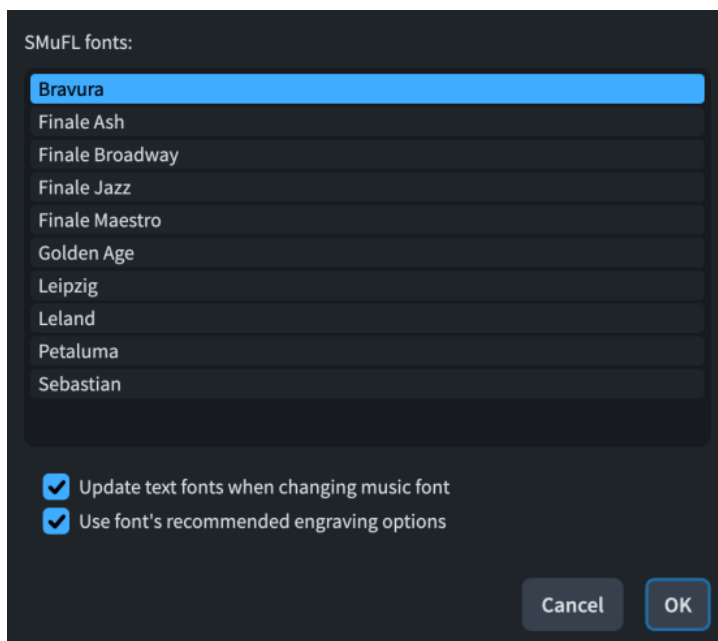 SMuFL fonts:
Bravura
Finale Ash
Finale Broadway
Finale Jazz
Finale Maestro
Golden Age
Leipzig
Leland
Petaluma
Sebastian
Update text fonts when changing music font
Use font's recommended engraving options
Cancel OK